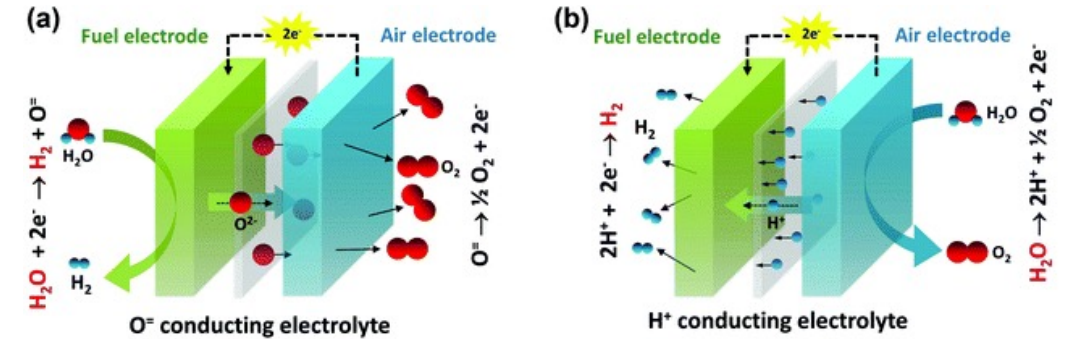 (a)
Fuel electrode
2e⁻
Air electrode
H₂O + 2e⁻ → H₂ + O⁼
H₂O
H₂
O²⁻
O₂
O⁼ → ½ O₂ + 2e⁻
O⁼ conducting electrolyte
(b)
Fuel electrode
2e⁻
Air electrode
2H⁺ + 2e⁻ → H₂
H₂
H⁺
H₂O
O₂
H₂O → 2H⁺ + ½ O₂ + 2e⁻
H⁺ conducting electrolyte